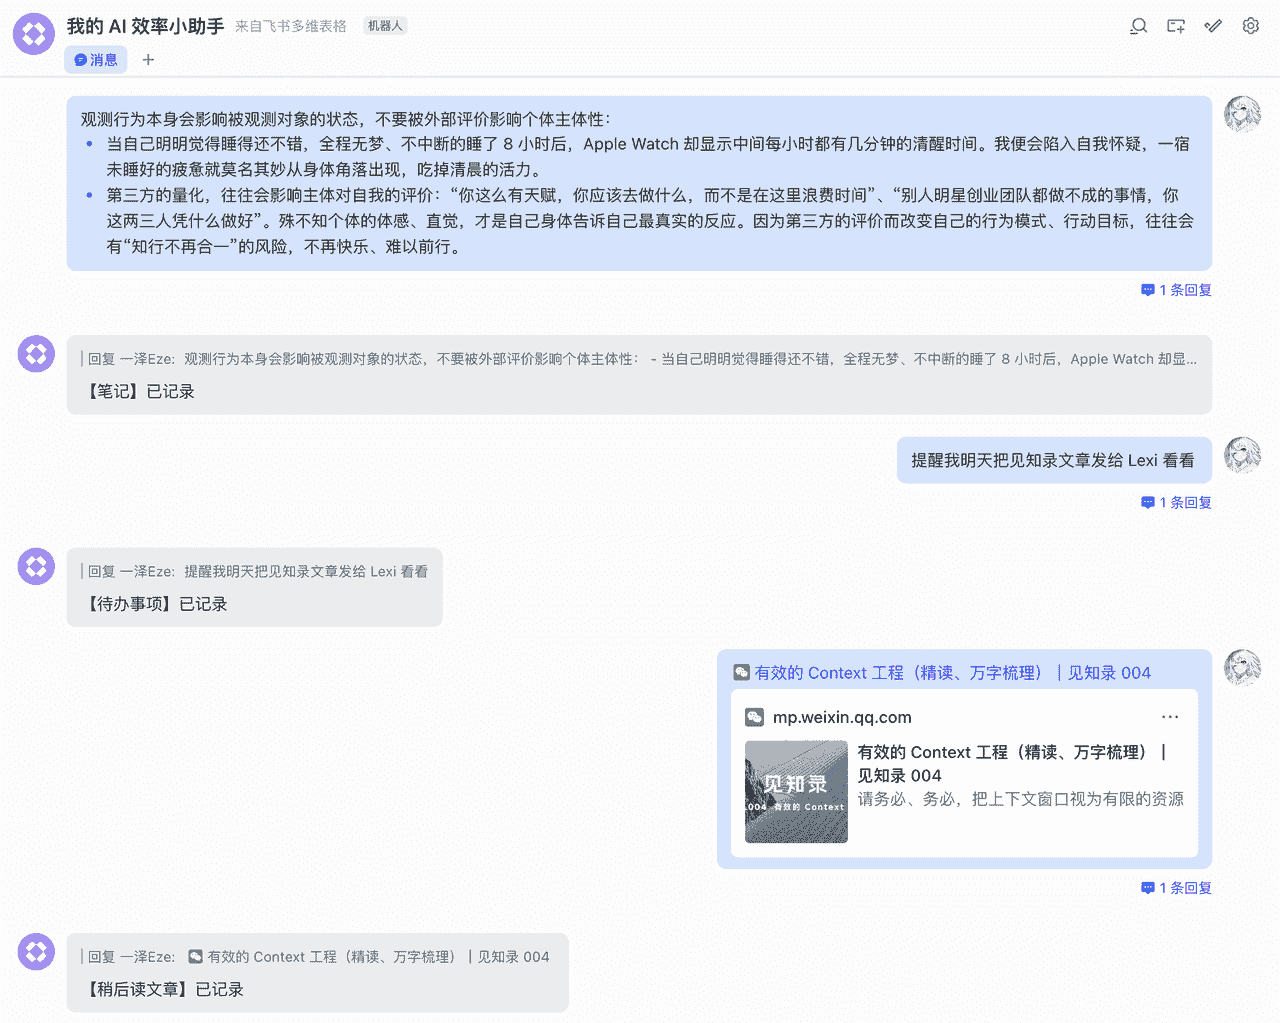 我的 AI 效率小助手 来自飞书多维表格 机器人
消息 +
观测行为本身会影响被观测对象的状态，不要被外部评价影响个体主体性：
• 当自己明明觉得睡得还不错，全程无梦、不中断的睡了 8 小时后，Apple Watch 却显示中间每小时都有几分钟的清醒时间。我便会陷入自我怀疑，一宿
未睡好的疲惫就莫名其妙从身体角落出现，吃掉清晨的活力。
• 第三方的量化，往往会影响主体对自我的评价：“你这么有天赋，你应该去做什么，而不是在这里浪费时间”、“别人明星创业团队都做不成的事情，你
这两三人凭什么做好”。殊不知个体的体感、直觉，才是自己身体告诉自己最真实的反应。因为第三方的评价而改变自己的行为模式、行动目标，往往会
有“知行不再合一”的风险，不再快乐、难以前行。
1 条回复
回复 一泽Eze: 观测行为本身会影响被观测对象的状态，不要被外部评价影响个体主体性： - 当自己明明觉得睡得还不错，全程无梦、不中断的睡了 8 小时后，Apple Watch 却显...
【笔记】已记录
提醒我明天把见知录文章发给 Lexi 看看
1 条回复
回复 一泽Eze: 提醒我明天把见知录文章发给 Lexi 看看
【待办事项】已记录
有效的 Context 工程（精读、万字梳理）｜见知录 004
mp.weixin.qq.com ···
有效的 Context 工程（精读、万字梳理）｜
见知录 004
请务必、务必，把上下文窗口视为有限的资源
见知录
004 有效的 Context
1 条回复
回复 一泽Eze: 有效的 Context 工程（精读、万字梳理）｜见知录 004
【稍后读文章】已记录